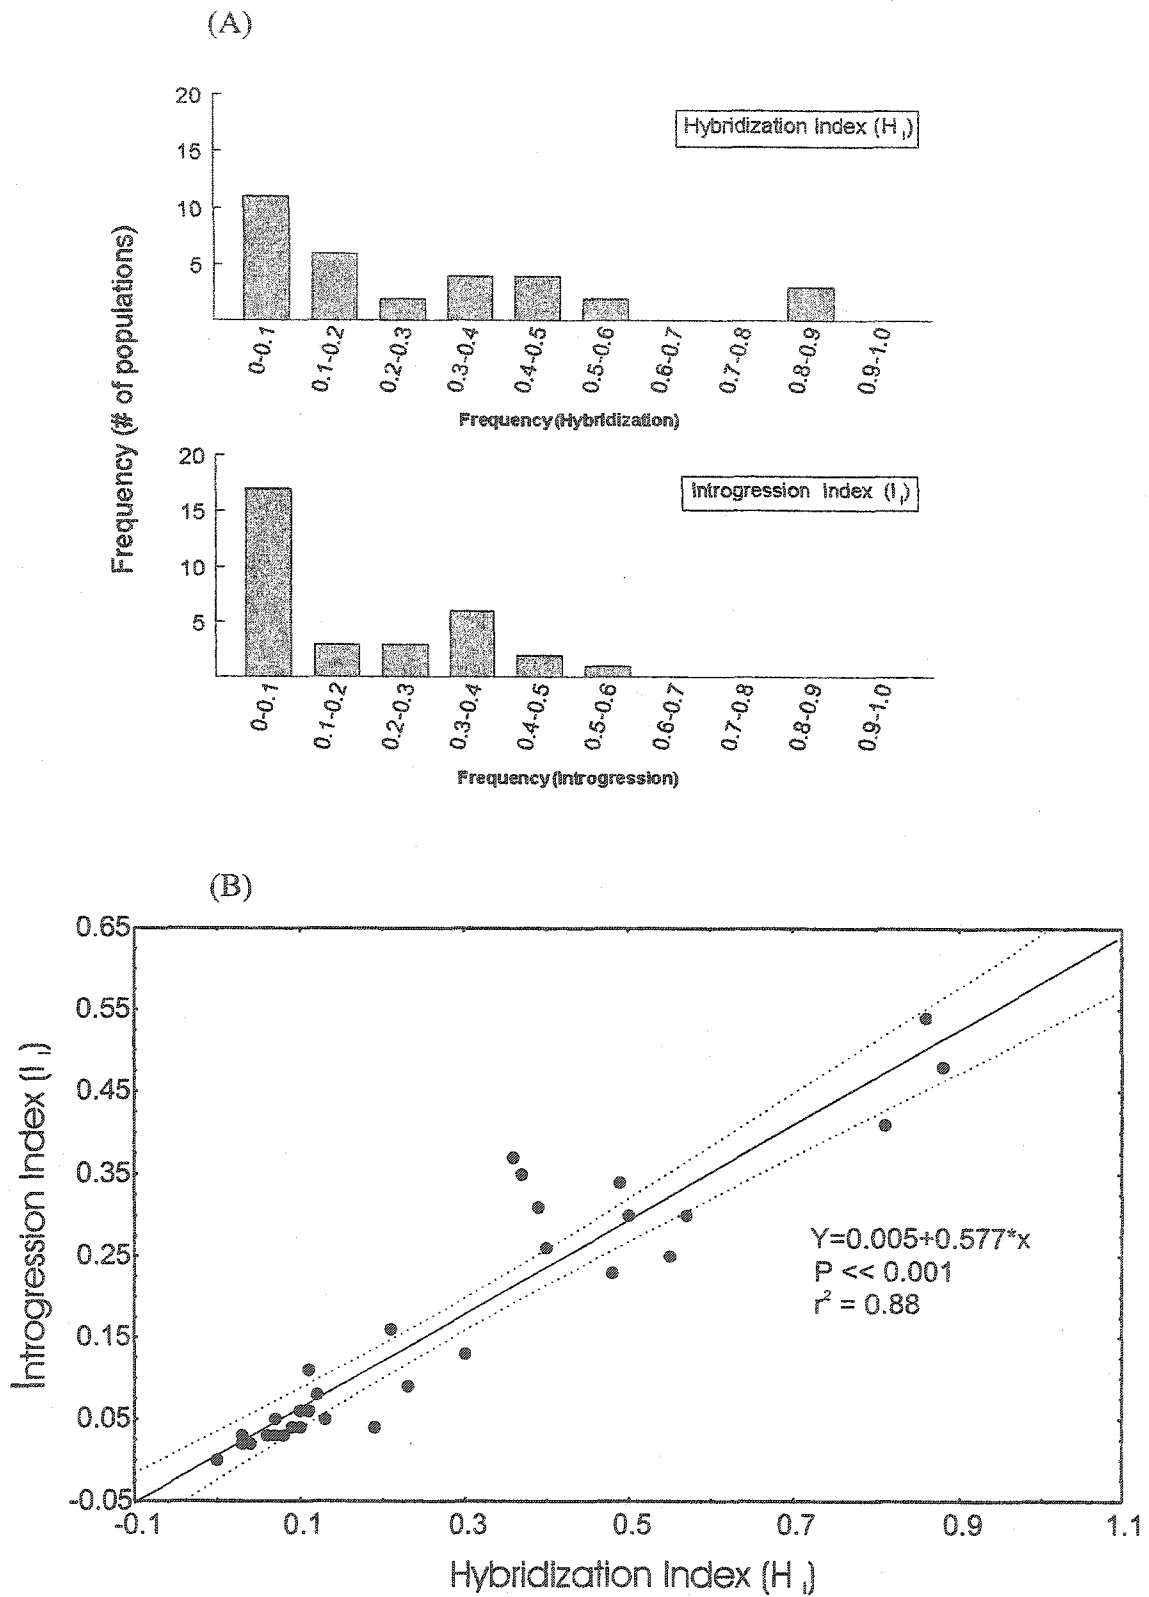 (A)
Frequency (# of populations)
20
15
10
5
Hybridization Index (H I)
0-0.1 0.1-0.2 0.2-0.3 0.3-0.4 0.4-0.5 0.5-0.6 0.6-0.7 0.7-0.8 0.8-0.9 0.9-1.0
Frequency (Hybridization)
20
15
10
5
Introgression Index (I I)
0-0.1 0.1-0.2 0.2-0.3 0.3-0.4 0.4-0.5 0.5-0.6 0.6-0.7 0.7-0.8 0.8-0.9 0.9-1.0
Frequency (Introgression)
(B)
Introgression Index (I I)
0.65
0.55
0.45
0.35
0.25
0.15
0.05
-0.05
Y=0.005+0.577*x
P << 0.001
r² = 0.88
-0.1 0.1 0.3 0.5 0.7 0.9 1.1
Hybridization Index (H I)